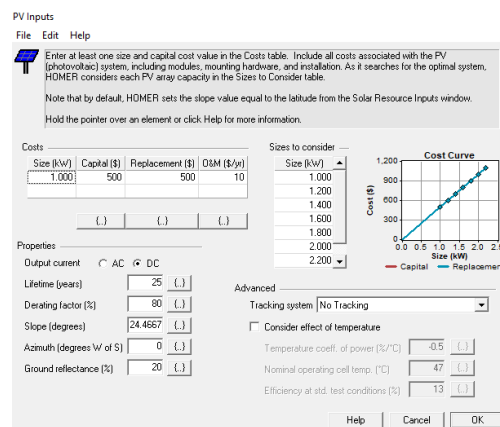 PV Inputs
File Edit Help
Enter at least one size and capital cost value in the Costs table. Include all costs associated with the PV
(photovoltaic) system, including modules, mounting hardware, and installation. As it searches for the optimal system,
HOMER considers each PV array capacity in the Sizes to Consider table.
Note that by default, HOMER sets the slope value equal to the latitude from the Solar Resource Inputs window.
Hold the pointer over an element or click Help for more information.
Costs
Size (kW) Capital ($) Replacement ($) O&M ($/yr)
1.000 500 500 10
{..} {..} {..}
Sizes to consider
Size (kW)
1.000
1.200
1.400
1.600
1.800
2.000
2.200
Cost Curve
1,200
900
600
300
0
Cost ($)
0.0 0.5 1.0 1.5 2.0 2.5
Size (kW)
Capital Replacement
Properties
Output current AC DC
Lifetime (years) 25 {..}
Derating factor (%) 80 {..}
Slope (degrees) 24.4667 {..}
Azimuth (degrees W of S) 0 {..}
Ground reflectance (%) 20 {..}
Advanced
Tracking system No Tracking
Consider effect of temperature
Temperature coeff. of power (%/°C) -0.5 {..}
Nominal operating cell temp. (°C) 47 {..}
Efficiency at std. test conditions (%) 13 {..}
Help Cancel OK